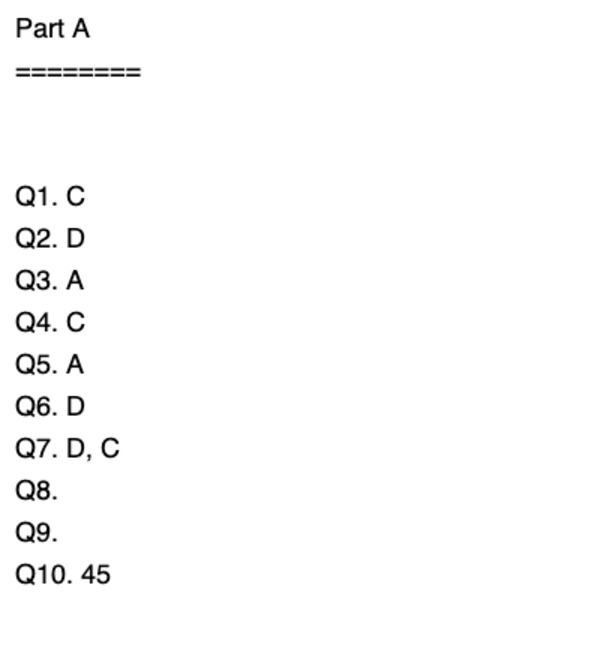 Part A
========
Q1. C
Q2. D
Q3. A
Q4. C
Q5. A
Q6. D
Q7. D, C
Q8.
Q9.
Q10. 45